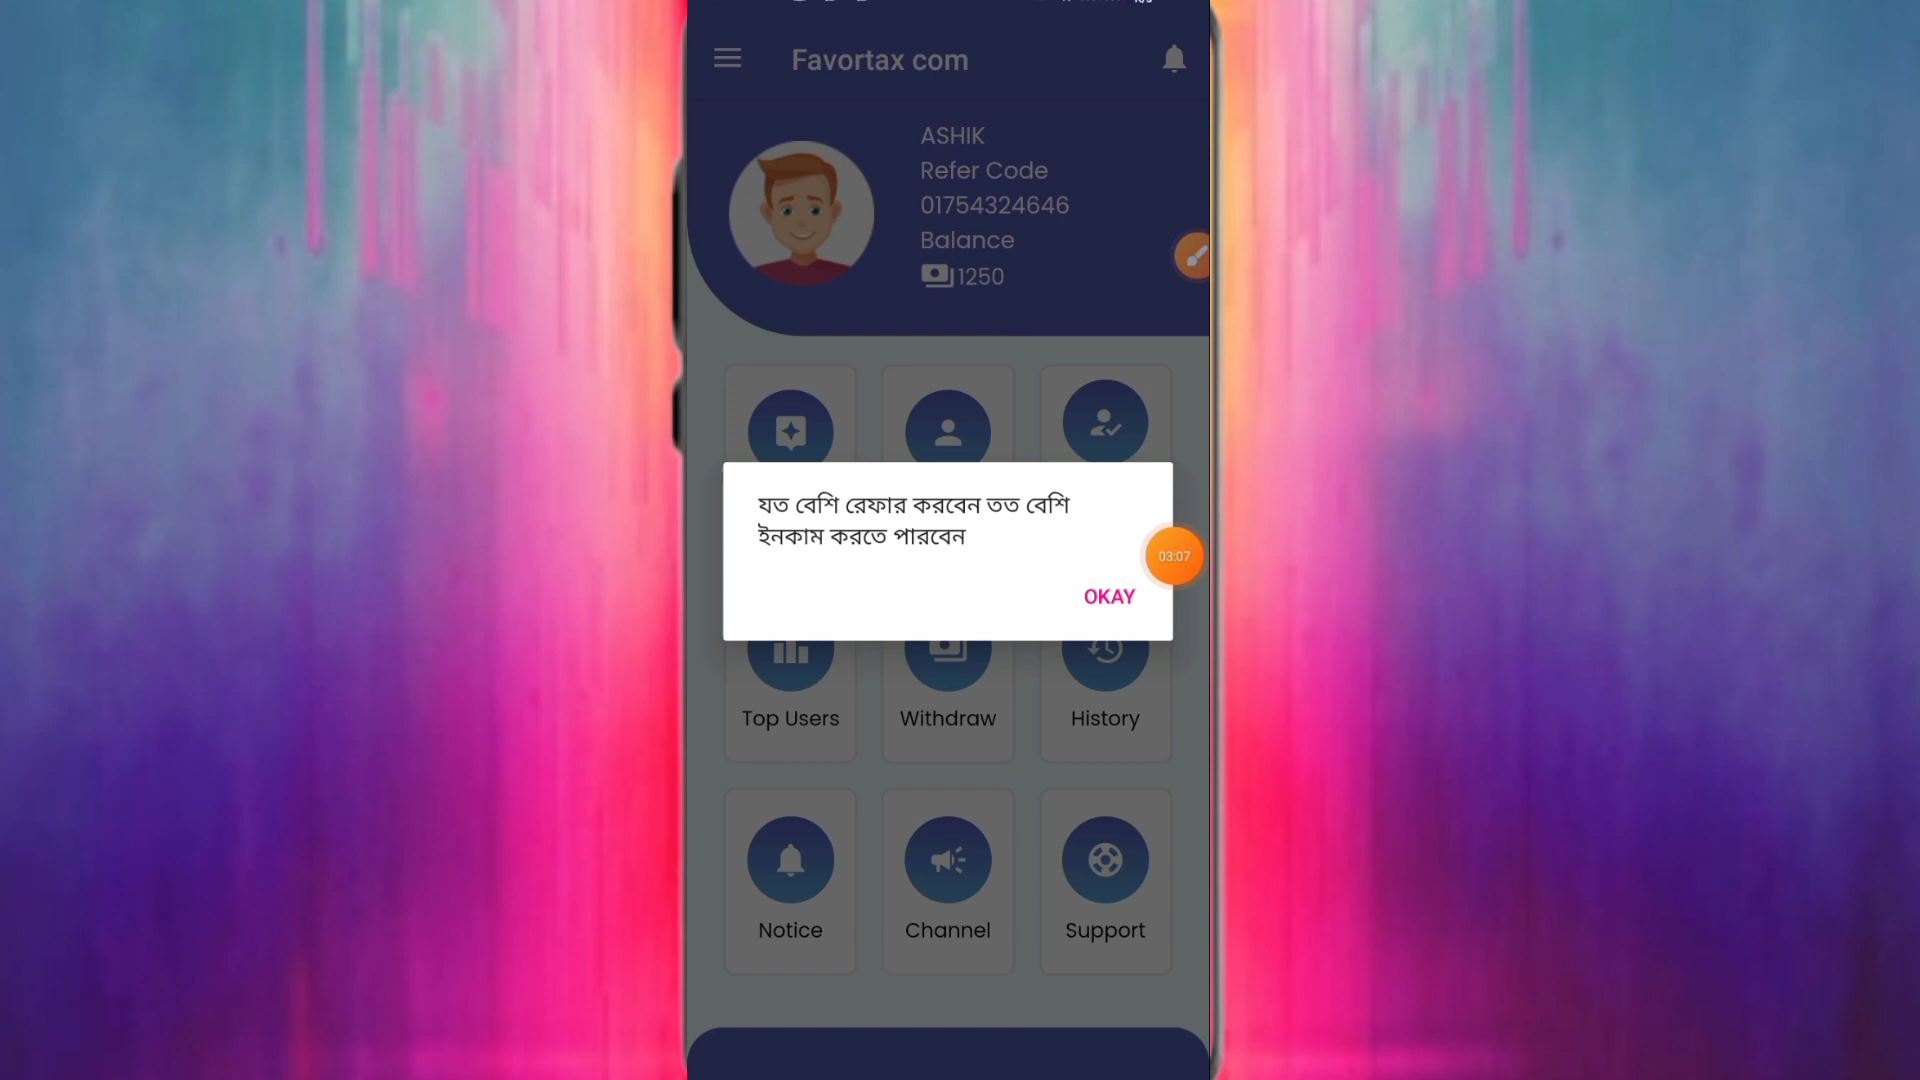 Favortax com
ASHIK
Refer Code
01754324646
Balance
1250
যত বেশি রেফার করবেন তত বেশি
ইনকাম করতে পারবেন
03:07
OKAY
Top Users
Withdraw
History
Notice
Channel
Support